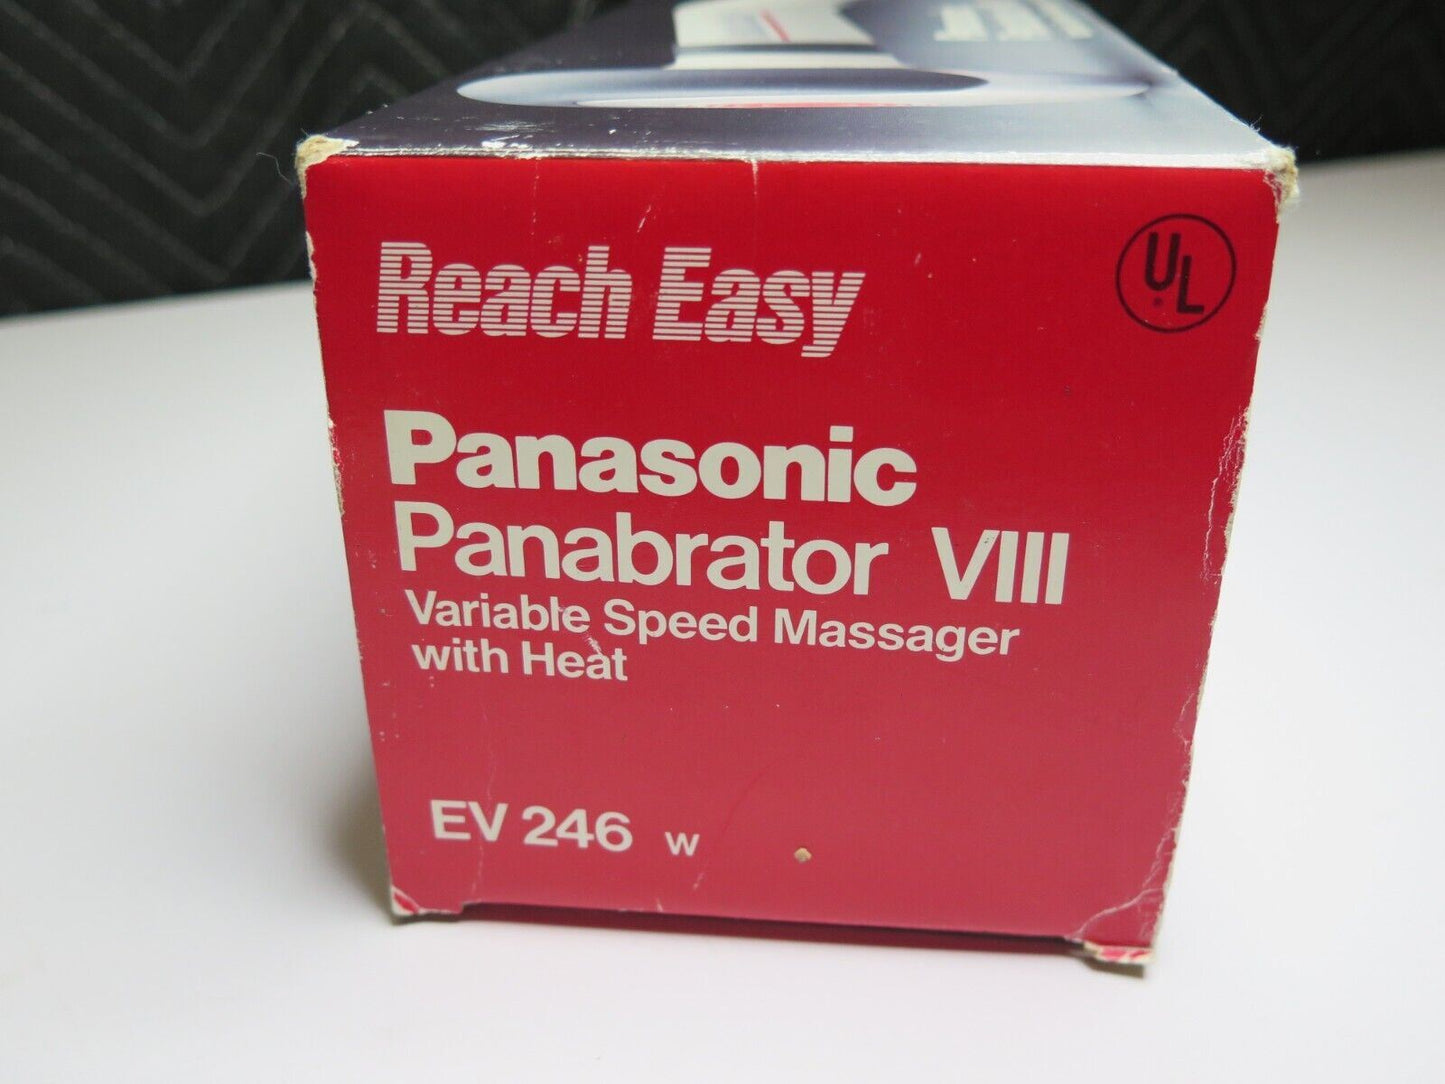 Reach Easy
UL
®
Panasonic
Panabrator VIII
Variable Speed Massager
with Heat
EV 246 W